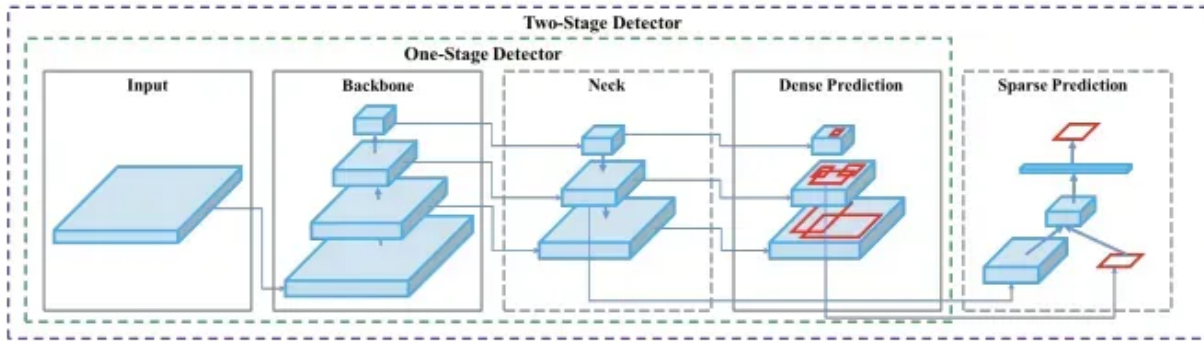 Two-Stage Detector
One-Stage Detector
Input
Backbone
Neck
Dense Prediction
Sparse Prediction